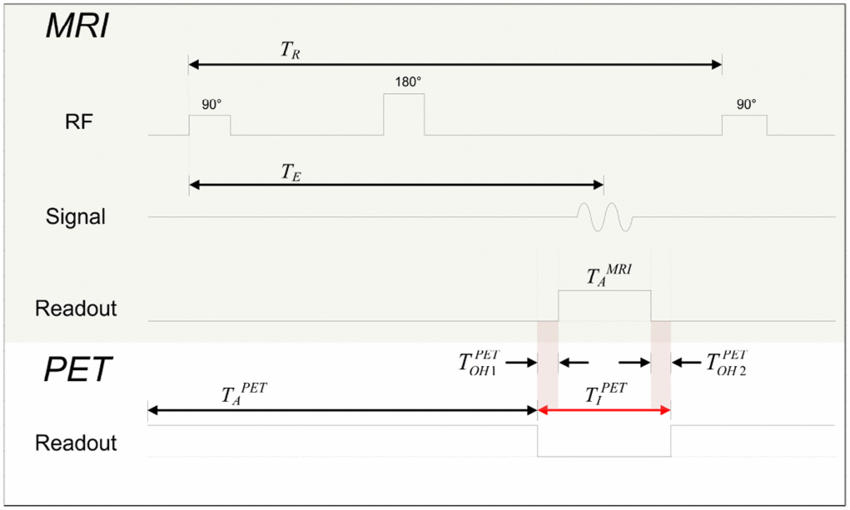 MRI
T_R
90° 180° 90°
RF
T_E
Signal
T_A^MRI
Readout
PET
T_OH1^PET T_OH2^PET
T_A^PET T_I^PET
Readout